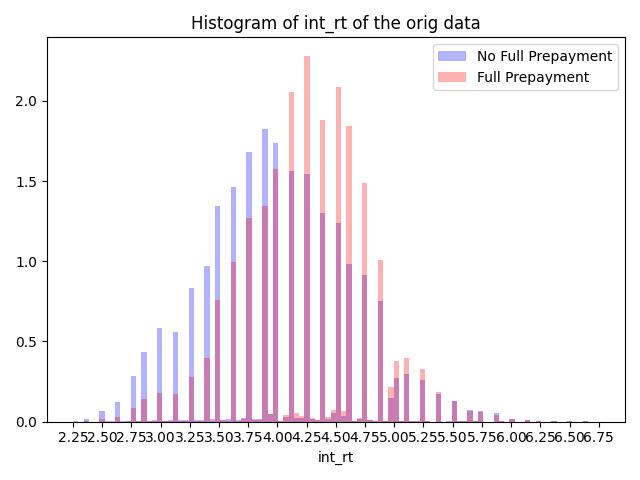 Histogram of int_rt of the orig data
No Full Prepayment
Full Prepayment
2.0
1.5
1.0
0.5
0.0
2.25 2.50 2.75 3.00 3.25 3.50 3.75 4.00 4.25 4.50 4.75 5.00 5.25 5.50 5.75 6.00 6.25 6.50 6.75
int_rt